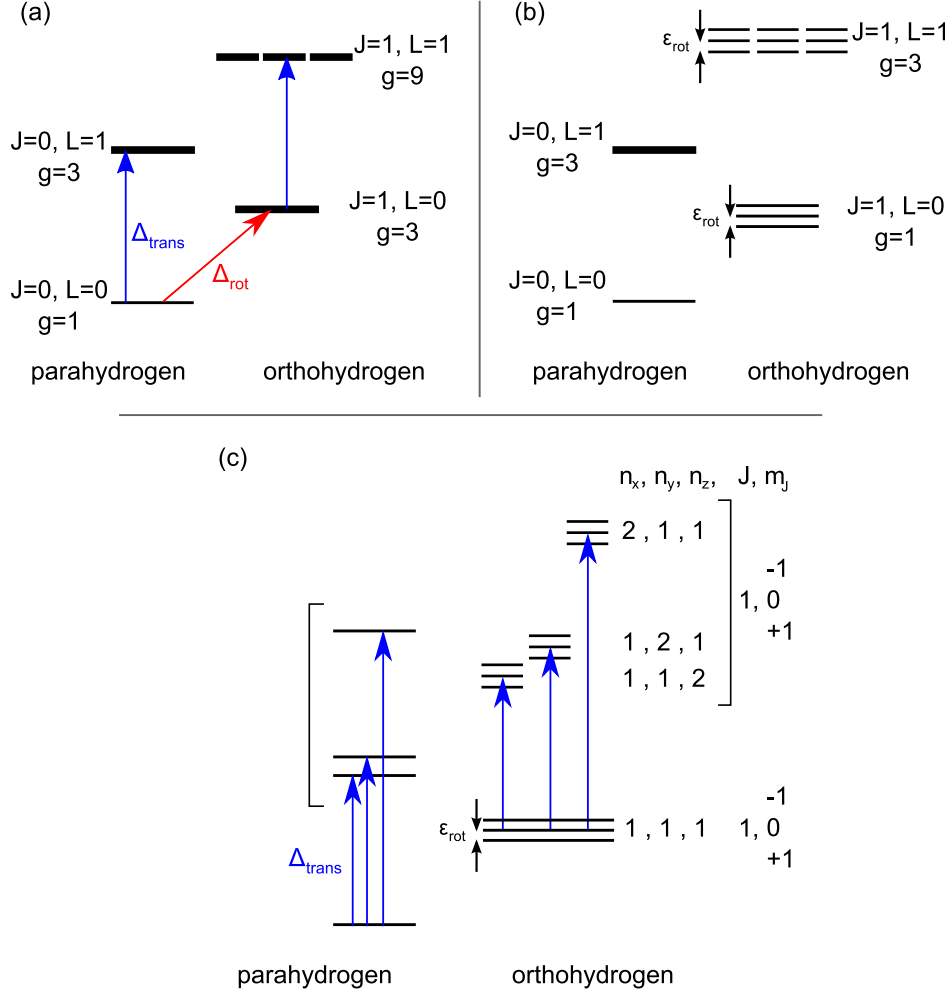 (a)
J=1, L=1
g=9
J=0, L=1
g=3
J=1, L=0
g=3
Δtrans
Δrot
J=0, L=0
g=1
parahydrogen
orthohydrogen
(b)
εrot
J=1, L=1
g=3
J=0, L=1
g=3
εrot
J=1, L=0
g=1
J=0, L=0
g=1
parahydrogen
orthohydrogen
(c)
nx, ny, nz, J, mJ
2 , 1 , 1
-1
1, 0
+1
1 , 2 , 1
1 , 1 , 2
-1
εrot
1 , 1 , 1 1, 0
+1
Δtrans
parahydrogen
orthohydrogen